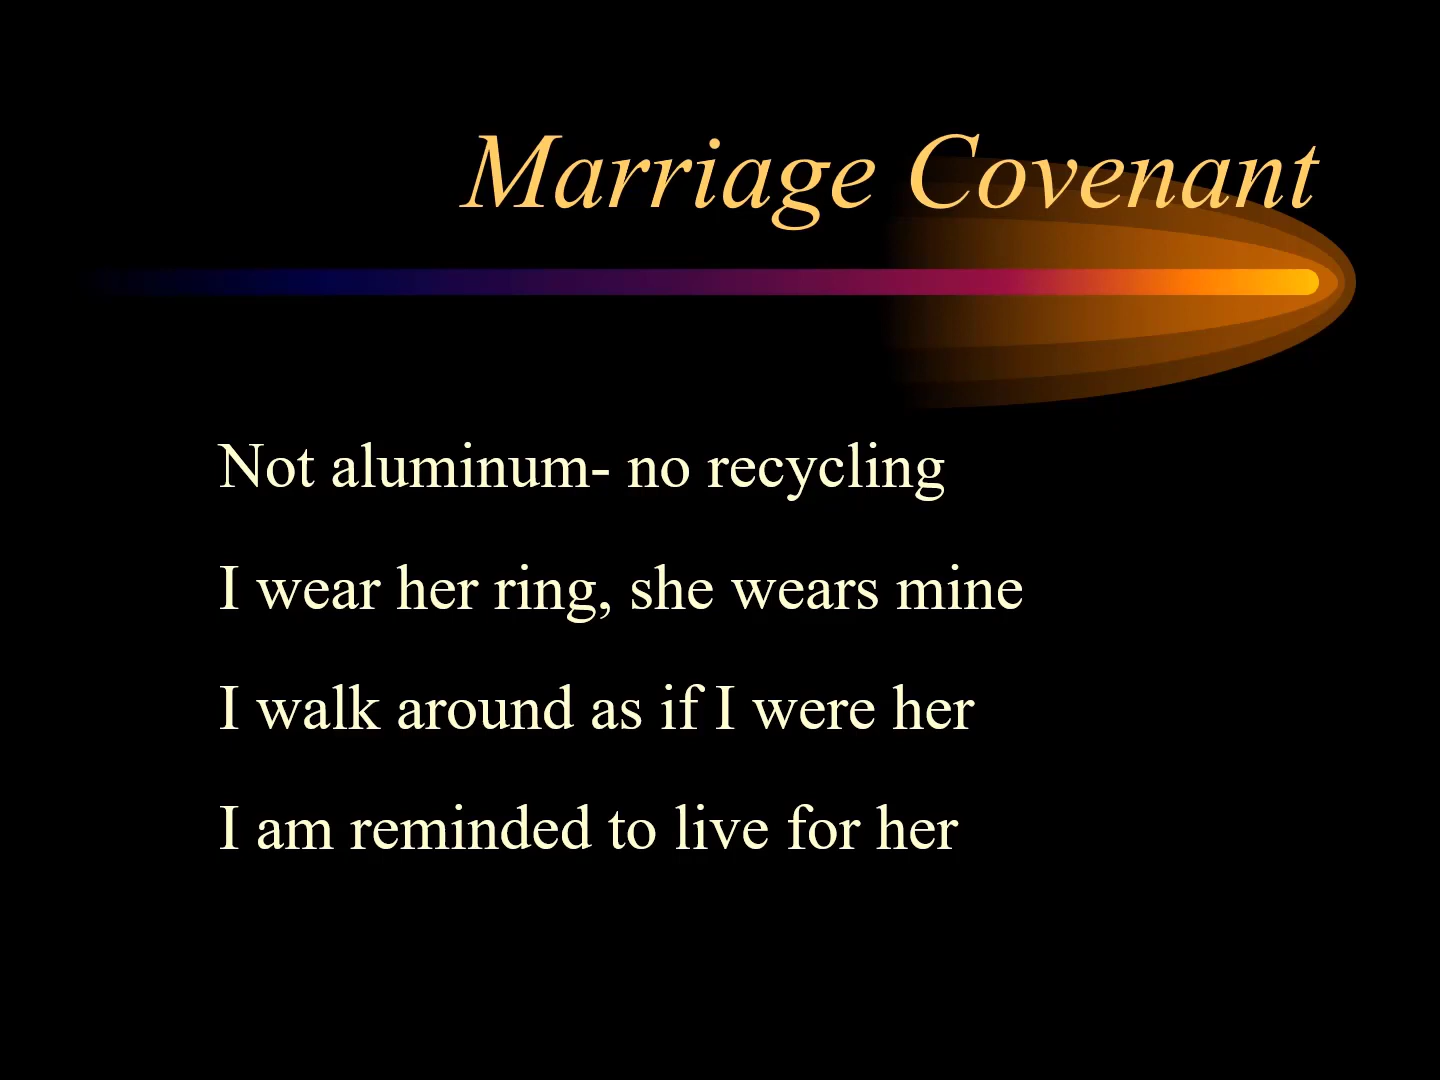 Marriage Covenant
Not aluminum- no recycling
I wear her ring, she wears mine
I walk around as if I were her
I am reminded to live for her